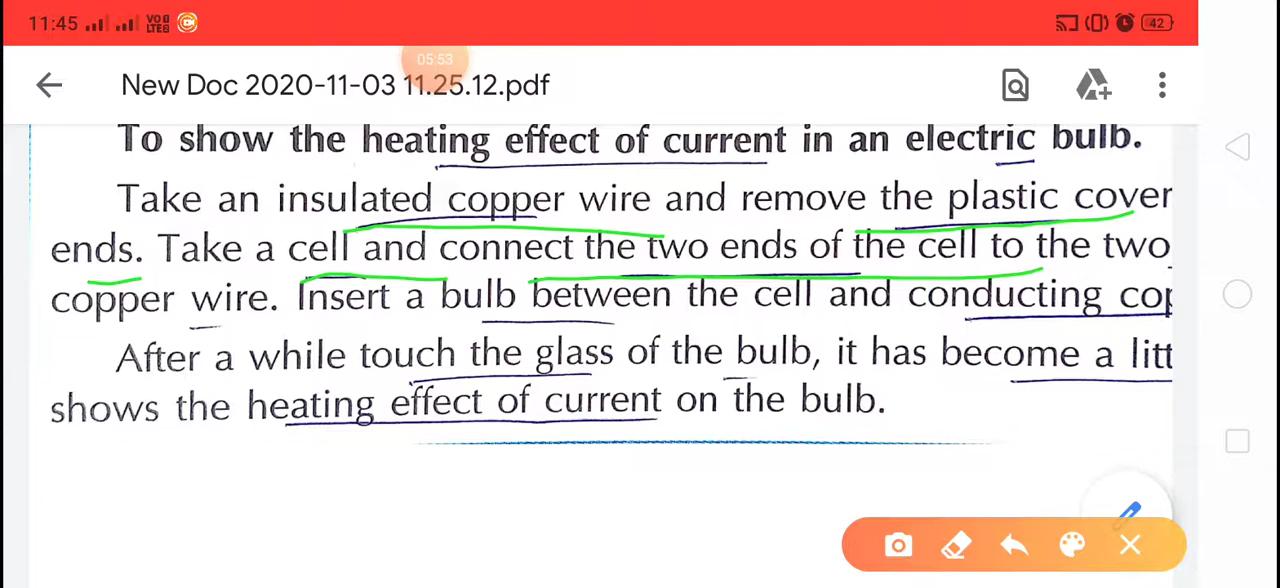 11:45 VO LTE 42
05:53
New Doc 2020-11-03 11.25.12.pdf
To show the heating effect of current in an electric bulb.
Take an insulated copper wire and remove the plastic cover
ends. Take a cell and connect the two ends of the cell to the two
copper wire. Insert a bulb between the cell and conducting cop
After a while touch the glass of the bulb, it has become a litt
shows the heating effect of current on the bulb.